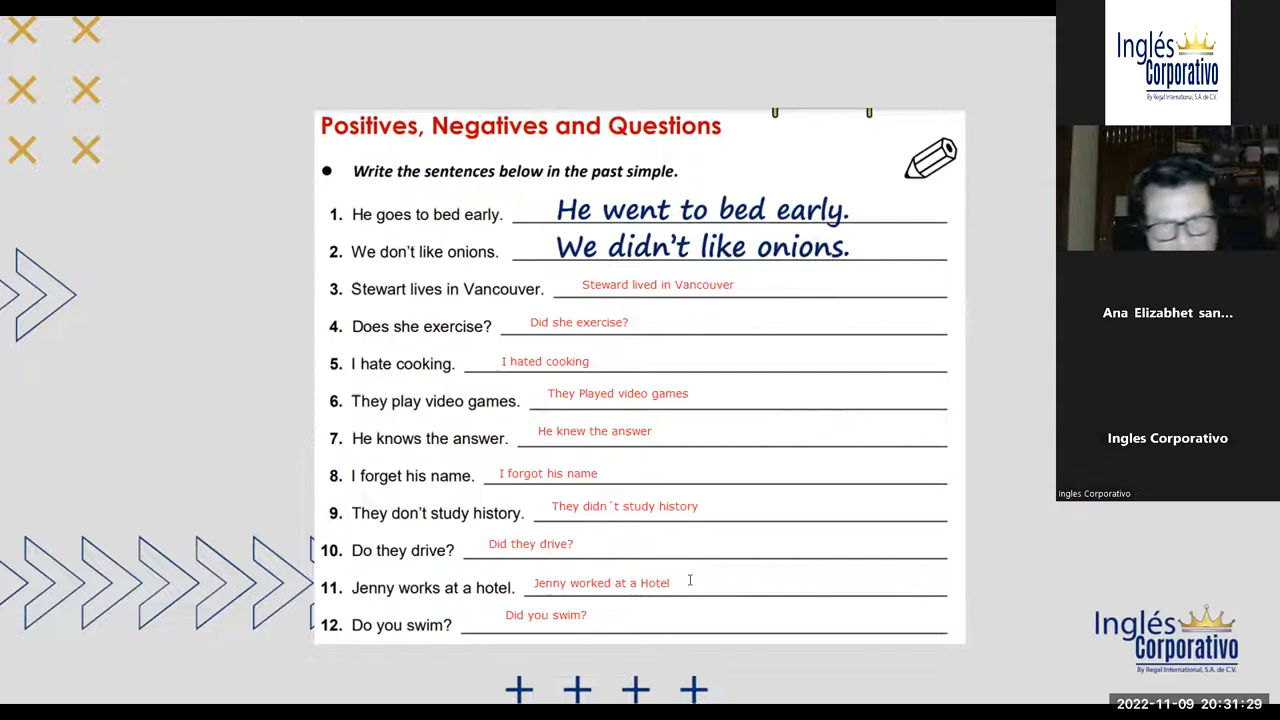 Positives, Negatives and Questions
● Write the sentences below in the past simple.
1. He goes to bed early. He went to bed early.
2. We don't like onions. We didn't like onions.
3. Stewart lives in Vancouver. Steward lived in Vancouver
4. Does she exercise? Did she exercise?
5. I hate cooking. I hated cooking
6. They play video games. They Played video games
7. He knows the answer. He knew the answer
8. I forget his name. I forgot his name
9. They don't study history. They didn´t study history
10. Do they drive? Did they drive?
11. Jenny works at a hotel. Jenny worked at a Hotel
12. Do you swim? Did you swim?
Inglés
Corporativo
By Regal International, S.A. de C.V.
Ana Elizabhet san...
Ingles Corporativo
Ingles Corporativo
Inglés
Corporativo
By Regal International, S.A. de C.V.
2022-11-09 20:31:29